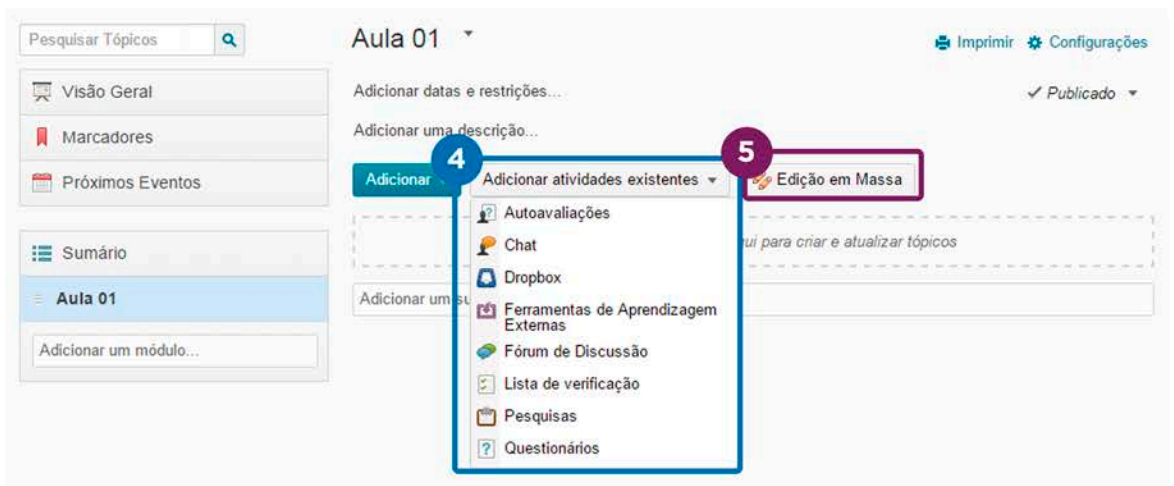 Pesquisar Tópicos
Visão Geral
Marcadores
Próximos Eventos
Sumário
Aula 01
Adicionar um módulo...
Aula 01
Imprimir
Configurações
Adicionar datas e restrições...
Publicado
Adicionar uma descrição...
4
5
Adicionar
Adicionar atividades existentes
Edição em Massa
Autoavaliações
Chat
Dropbox
Ferramentas de Aprendizagem
Externas
Fórum de Discussão
Lista de verificação
Pesquisas
Questionários
para criar e atualizar tópicos
Adicionar um